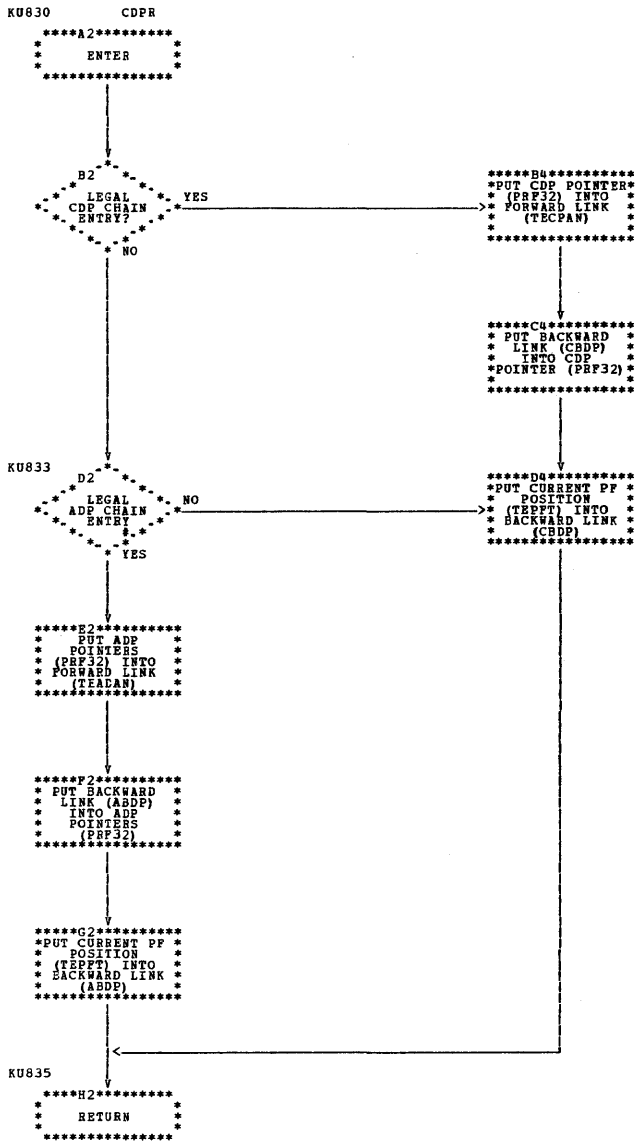 KU830 CDPR
A2
ENTER
B2
LEGAL
CDP CHAIN
ENTRY?
YES
NO
B4
PUT CDP POINTER
(PRF32) INTO
FORWARD LINK
(TECPAN)
C4
PUT BACKWARD
LINK (CBDP)
INTO CDP
POINTER (PRF32)
KU833
D2
LEGAL
ADP CHAIN
ENTRY
NO
YES
D4
PUT CURRENT PF
POSITION
(TEPFT) INTO
BACKWARD LINK
(CBDP)
E2
PUT ADP
POINTERS
(PRF32) INTO
FORWARD LINK
(TEADAN)
F2
PUT BACKWARD
LINK (ABDP)
INTO ADP
POINTERS
(PRF32)
G2
PUT CURRENT PF
POSITION
(TEPFT) INTO
BACKWARD LINK
(ABDP)
KU835
H2
RETURN